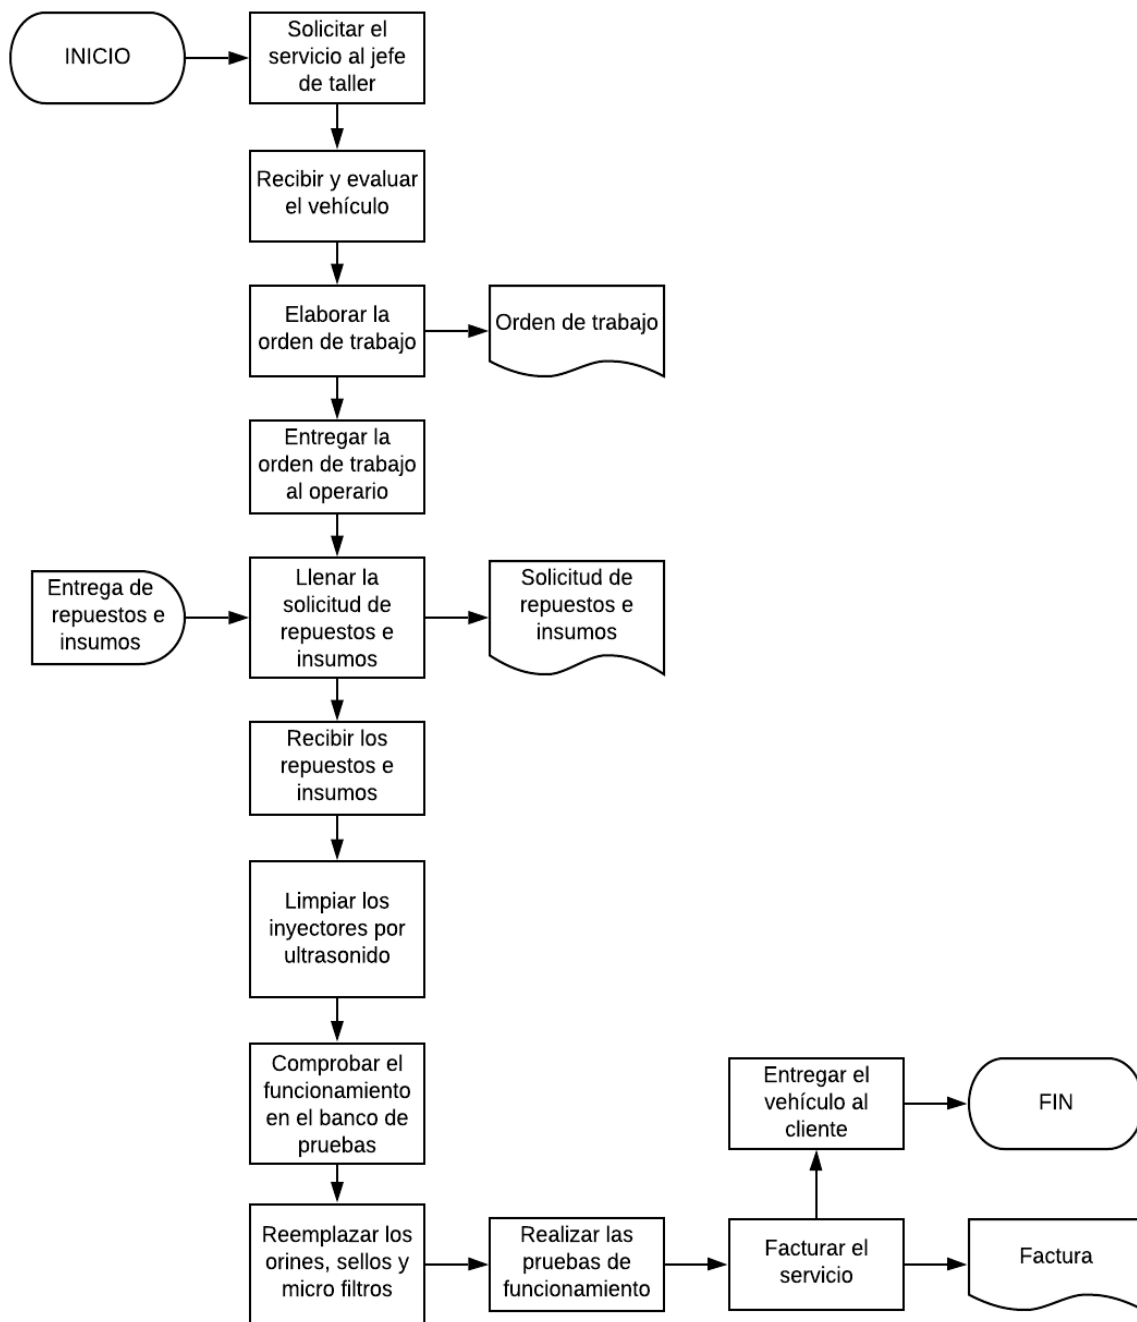 INICIO
Solicitar el
servicio al jefe
de taller
Recibir y evaluar
el vehículo
Elaborar la
orden de trabajo
Orden de trabajo
Entregar la
orden de trabajo
al operario
Entrega de
repuestos e
insumos
Llenar la
solicitud de
repuestos e
insumos
Solicitud de
repuestos e
insumos
Recibir los
repuestos e
insumos
Limpiar los
inyectores por
ultrasonido
Comprobar el
funcionamiento
en el banco de
pruebas
Reemplazar los
orines, sellos y
micro filtros
Realizar las
pruebas de
funcionamiento
Facturar el
servicio
Factura
Entregar el
vehículo al
cliente
FIN